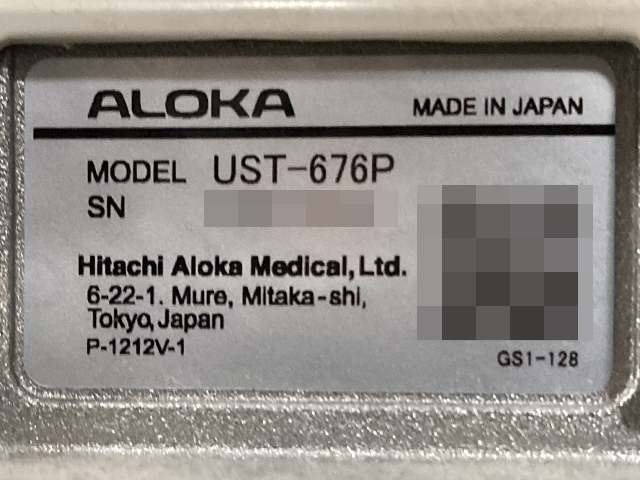 ALOKA
MADE IN JAPAN
MODEL UST-676P
SN
Hitachi Aloka Medical, Ltd.
6-22-1. Mure, Mitaka-shi,
Tokyo, Japan
P-1212V-1
GS1-128